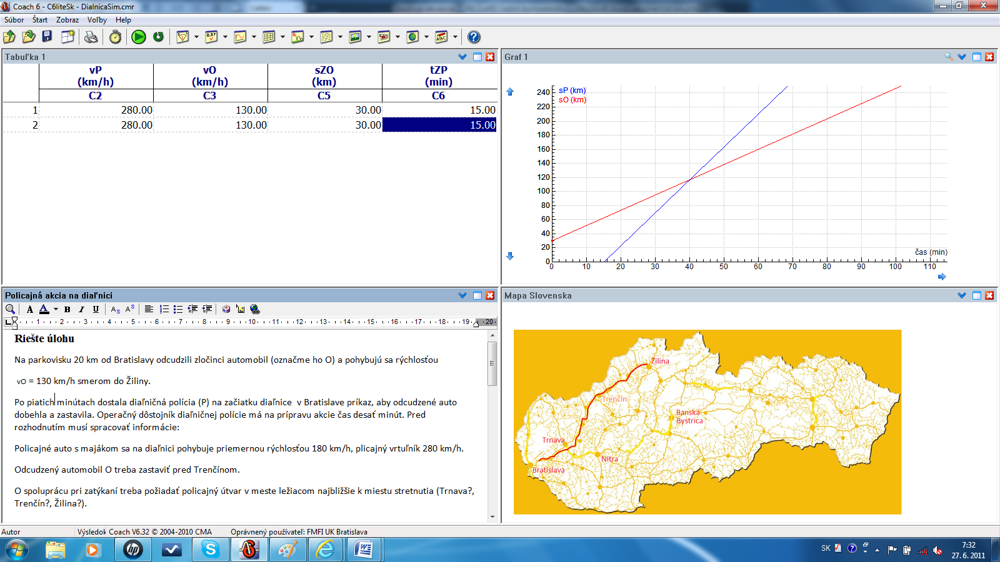 Coach 6 - C6liteSk - DialnicaSim.cmr
Súbor Štart Zobraz Voľby Help
Tabuľka 1
vP vO sZO tZP
(km/h) (km/h) (km) (min)
C2 C3 C5 C6
1 280.00 130.00 30.00 15.00
2 280.00 130.00 30.00 15.00
Graf 1
sP (km)
sO (km)
240
220
200
180
160
140
120
100
80
60
40
20
0
čas (min)
0 10 20 30 40 50 60 70 80 90 100 110
Policajná akcia na diaľnici
1 2 3 4 5 6 7 8 9 10 11 12 13 14 15 16 17 18 19 20
Riešte úlohu
Na parkovisku 20 km od Bratislavy odcudzili zločinci automobil (označme ho O) a pohybujú sa rýchlosťou
vO = 130 km/h smerom do Žiliny.
Po piatich minútach dostala diaľničná polícia (P) na začiatku diaľnice v Bratislave príkaz, aby odcudzené auto
dobehla a zastavila. Operačný dôstojník diaľničnej polície má na prípravu akcie čas desať minút. Pred
rozhodnutím musí spracovať informácie:
Policajné auto s majákom sa na diaľnici pohybuje priemernou rýchlosťou 180 km/h, plicajný vrtuľník 280 km/h.
Odcudzený automobil O treba zastaviť pred Trenčínom.
O spoluprácu pri zatýkaní treba požiadať policajný útvar v meste ležiacom najbližšie k miestu stretnutia (Trnava?,
Trenčín?, Žilina?).
Mapa Slovenska
Žilina
Trenčín
Banská
Bystrica
Trnava
Nitra
Bratislava
Autor Výsledok Coach V6.32 © 2004-2010 CMA Oprávnený používateľ: FMFI UK Bratislava
SK
7:32
27. 6. 2011